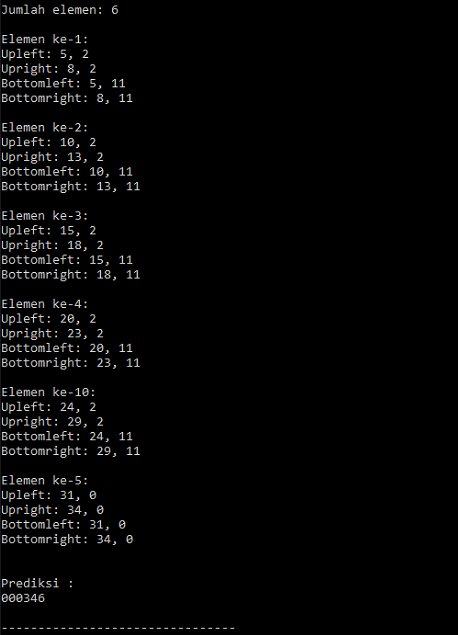 Jumlah elemen: 6
Elemen ke-1:
Upleft: 5, 2
Upright: 8, 2
Bottomleft: 5, 11
Bottomright: 8, 11
Elemen ke-2:
Upleft: 10, 2
Upright: 13, 2
Bottomleft: 10, 11
Bottomright: 13, 11
Elemen ke-3:
Upleft: 15, 2
Upright: 18, 2
Bottomleft: 15, 11
Bottomright: 18, 11
Elemen ke-4:
Upleft: 20, 2
Upright: 23, 2
Bottomleft: 20, 11
Bottomright: 23, 11
Elemen ke-10:
Upleft: 24, 2
Upright: 29, 2
Bottomleft: 24, 11
Bottomright: 29, 11
Elemen ke-5:
Upleft: 31, 0
Upright: 34, 0
Bottomleft: 31, 0
Bottomright: 34, 0
Prediksi :
000346
--------------------------------